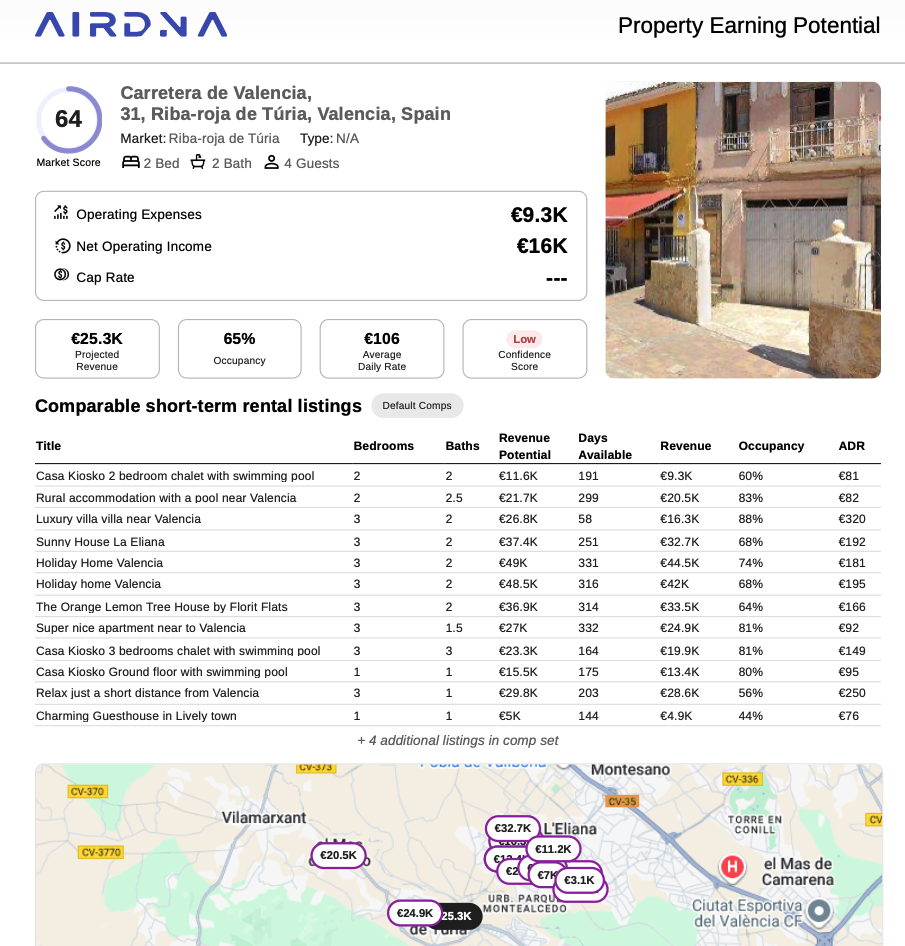 AIRDNA
Property Earning Potential
64
Market Score
Carretera de Valencia,
31, Riba-roja de Túria, Valencia, Spain
Market: Riba-roja de Túria Type: N/A
2 Bed 2 Bath 4 Guests
Operating Expenses €9.3K
Net Operating Income €16K
Cap Rate ---
€25.3K
Projected
Revenue
65%
Occupancy
€106
Average
Daily Rate
Low
Confidence
Score
Comparable short-term rental listings Default Comps
Title Bedrooms Baths Revenue Potential Days Available Revenue Occupancy ADR
Casa Kiosko 2 bedroom chalet with swimming pool 2 2 €11.6K 191 €9.3K 60% €81
Rural accommodation with a pool near Valencia 2 2.5 €21.7K 299 €20.5K 83% €82
Luxury villa villa near Valencia 3 2 €26.8K 58 €16.3K 88% €320
Sunny House La Eliana 3 2 €37.4K 251 €32.7K 68% €192
Holiday Home Valencia 3 2 €49K 331 €44.5K 74% €181
Holiday home Valencia 3 2 €48.5K 316 €42K 68% €195
The Orange Lemon Tree House by Florit Flats 3 2 €36.9K 314 €33.5K 64% €166
Super nice apartment near to Valencia 3 1.5 €27K 332 €24.9K 81% €92
Casa Kiosko 3 bedrooms chalet with swimming pool 3 3 €23.3K 164 €19.9K 81% €149
Casa Kiosko Ground floor with swimming pool 1 1 €15.5K 175 €13.4K 80% €95
Relax just a short distance from Valencia 3 1 €29.8K 203 €28.6K 56% €250
Charming Guesthouse in Lively town 1 1 €5K 144 €4.9K 44% €76
+ 4 additional listings in comp set
CV-373
Montesano
CV-370
CV-336
CV-35
Vilamarxant
TORRE EN
CONILL
CV
€32.7K
L'Eliana
€11.2K
CV-3770
€20.5K
€7K
€3.1K
H
el Mas de
Camarena
URB. PARQU
MONTEALCEDO
Ciutat Esportiva
del València CF
€24.9K
25.3K
de Túria